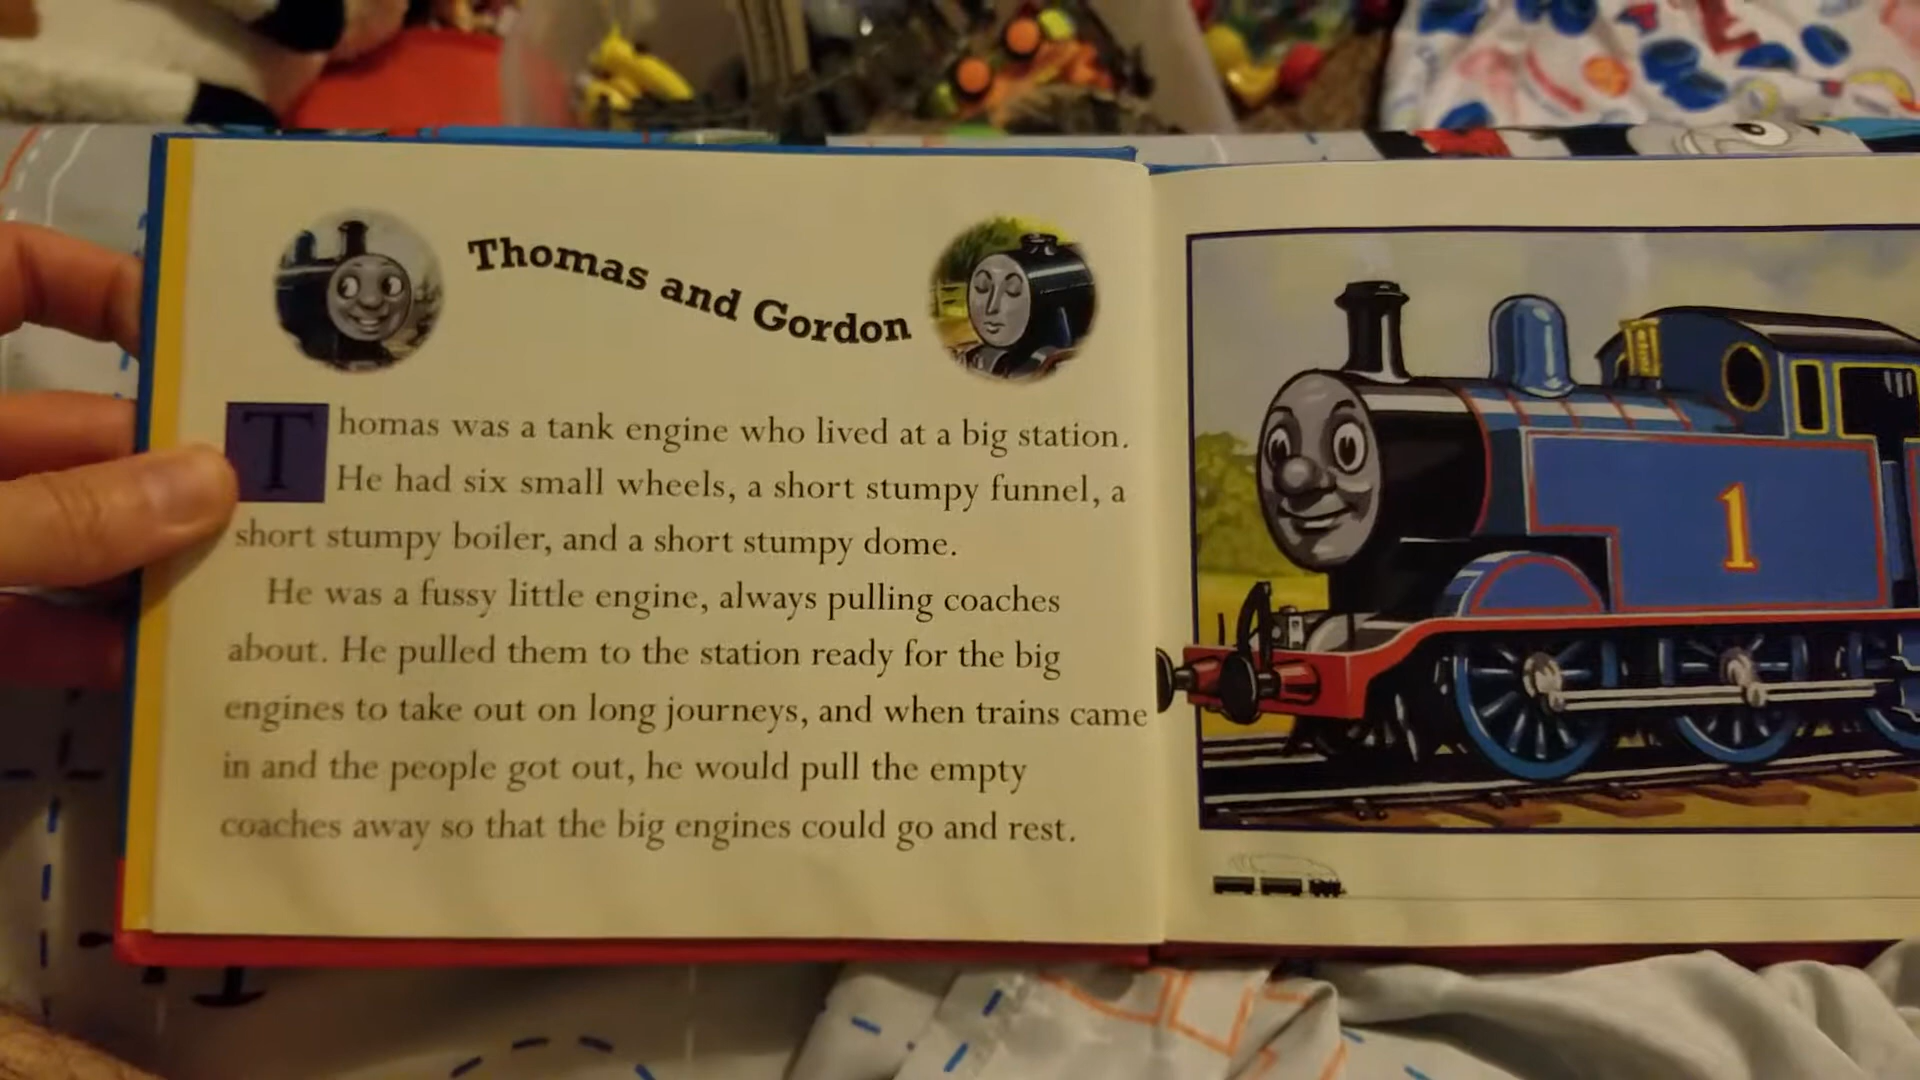 Thomas and Gordon
Thomas was a tank engine who lived at a big station.
He had six small wheels, a short stumpy funnel, a
short stumpy boiler, and a short stumpy dome.
He was a fussy little engine, always pulling coaches
about. He pulled them to the station ready for the big
engines to take out on long journeys, and when trains came
in and the people got out, he would pull the empty
coaches away so that the big engines could go and rest.
1